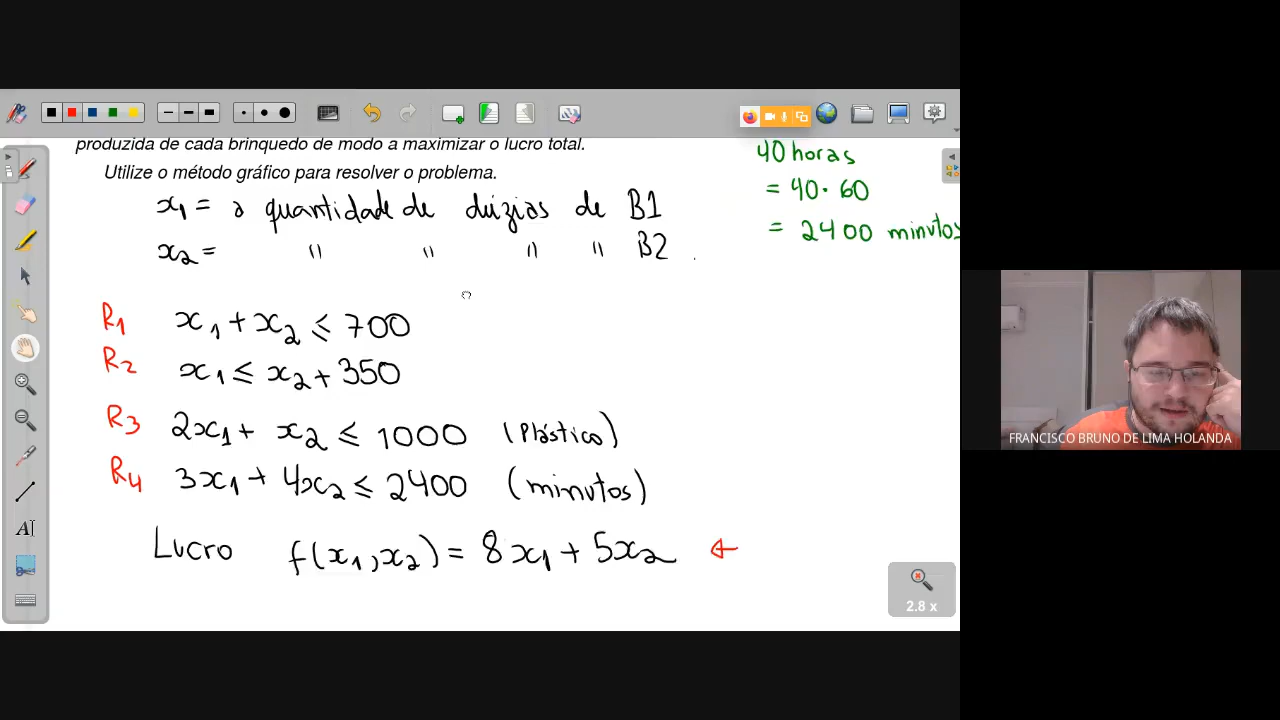 produzida de cada brinquedo de modo a maximizar o lucro total.
Utilize o método gráfico para resolver o problema.
x₁ = a quantidade de dúzias de B1
x₂ = " " " " B2
40 horas
= 40 · 60
= 2400 minutos
R1 x₁ + x₂ ≤ 700
R2 x₁ ≤ x₂ + 350
R3 2x₁ + x₂ ≤ 1000 (Plástico)
R4 3x₁ + 4x₂ ≤ 2400 (minutos)
Lucro f(x₁, x₂) = 8x₁ + 5x₂ ←
2.8 x
FRANCISCO BRUNO DE LIMA HOLANDA